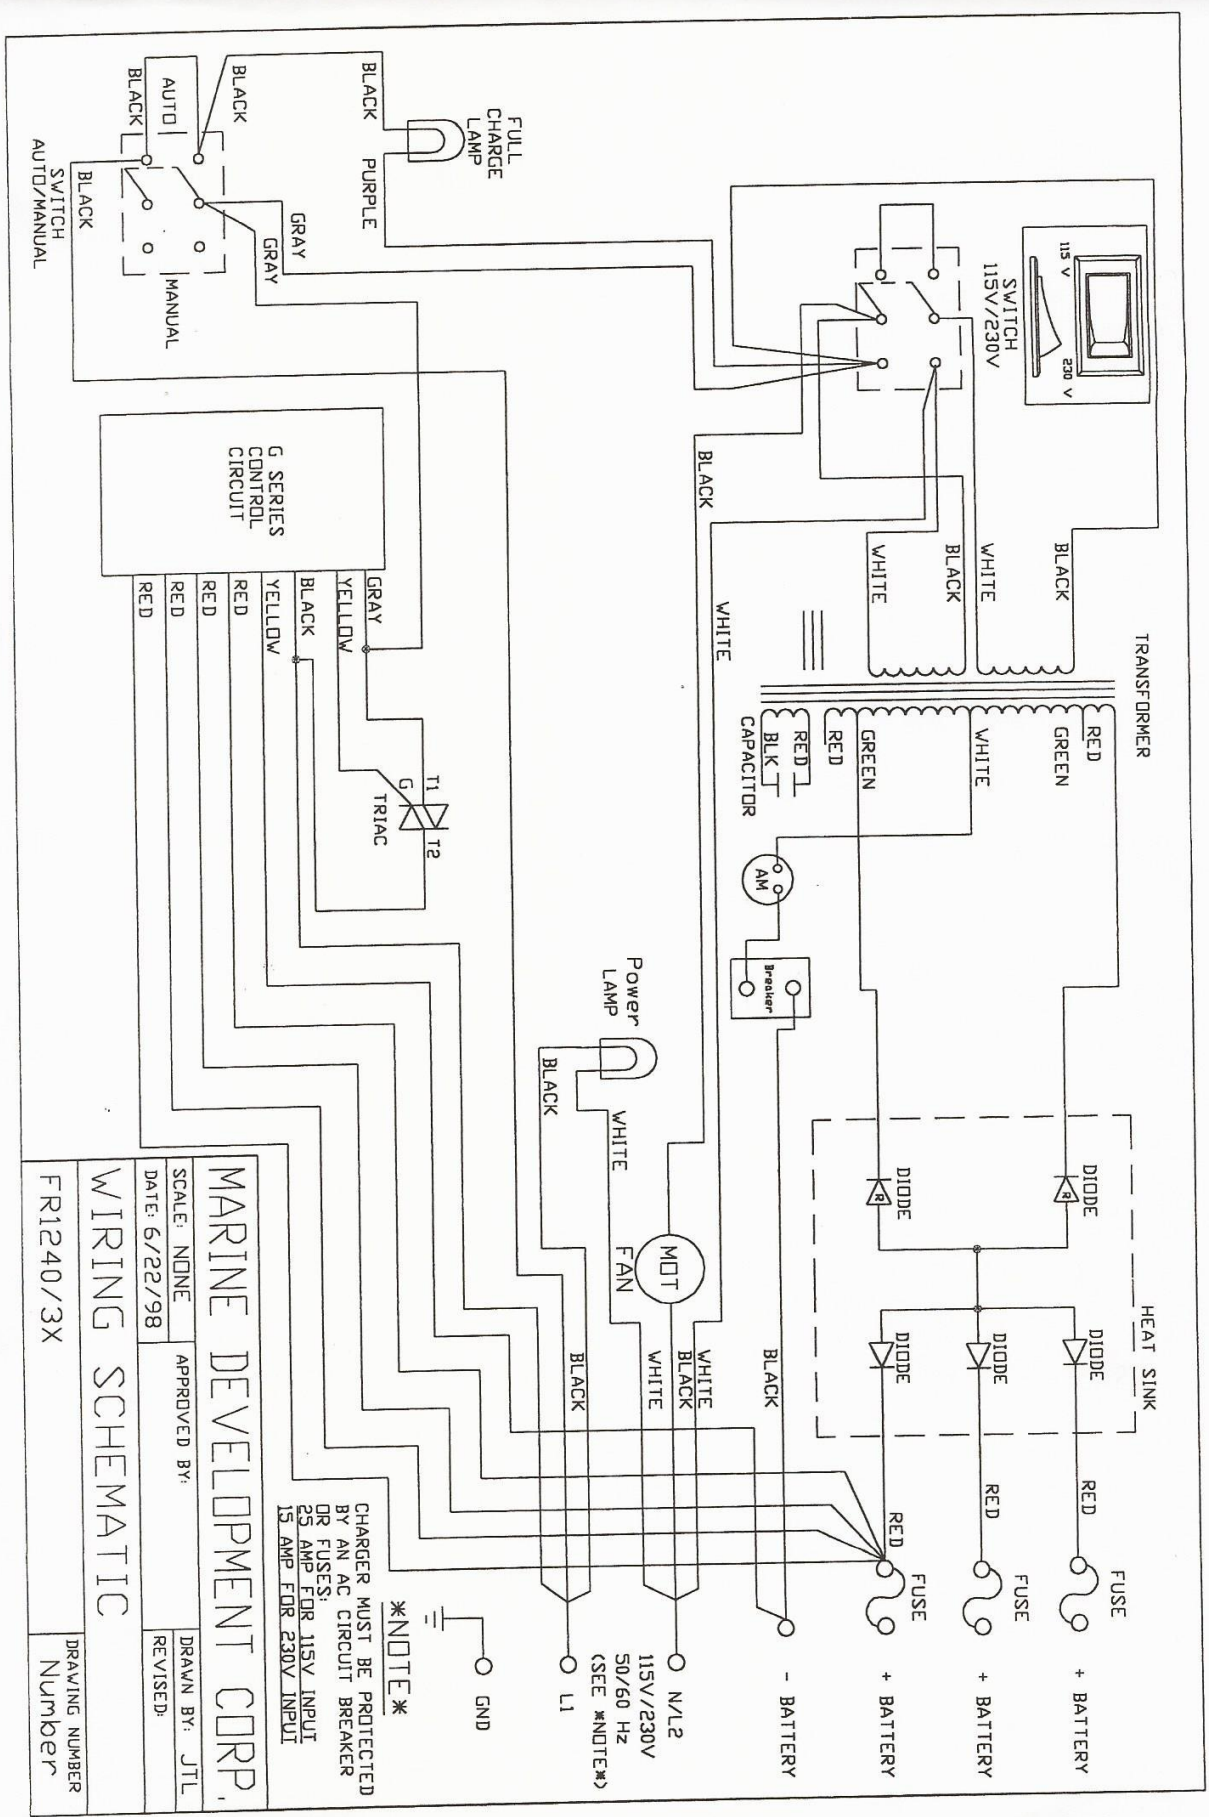 FULL
CHARGE
LAMP
BLACK
PURPLE
BLACK
BLACK
AUTO
MANUAL
BLACK
SWITCH
AUTO/MANUAL
GRAY
GRAY
115 V
230 V
SWITCH
115V/230V
G SERIES
CONTROL
CIRCUIT
GRAY
YELLOW
BLACK
YELLOW
RED
RED
RED
RED
T1
G
TRIAC
T2
BLACK
WHITE
BLACK
WHITE
BLACK
WHITE
TRANSFORMER
RED
GREEN
WHITE
GREEN
RED
RED
BLK
CAPACITOR
AM
Breaker
Power
LAMP
BLACK
WHITE
MOT
FAN
DIODE
R
DIODE
R
HEAT SINK
DIODE
DIODE
DIODE
BLACK
WHITE
BLACK
WHITE
BLACK
RED
RED
RED
FUSE
FUSE
FUSE
+ BATTERY
+ BATTERY
+ BATTERY
- BATTERY
N/L2
115V/230V
50/60 Hz
(SEE *NOTE*)
L1
GND
*NOTE*
CHARGER MUST BE PROTECTED
BY AN AC CIRCUIT BREAKER
OR FUSES:
25 AMP FOR 115V INPUT
15 AMP FOR 230V INPUT
MARINE DEVELOPMENT CORP.
SCALE: NONE
APPROVED BY:
DRAWN BY: JTL
DATE: 6/22/98
REVISED:
WIRING SCHEMATIC
FR1240/3X
DRAWING NUMBER
Number